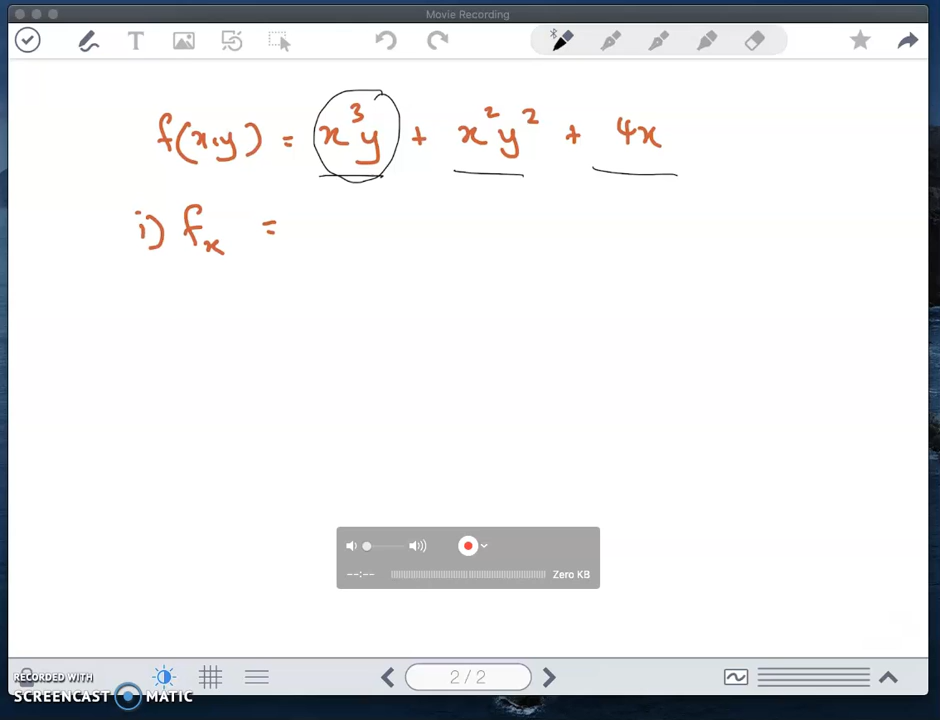 Movie Recording
T
f(x,y) = x³y + x²y² + 4x
i) fₓ =
--:-- Zero KB
2 / 2
RECORDED WITH
SCREENCAST MATIC